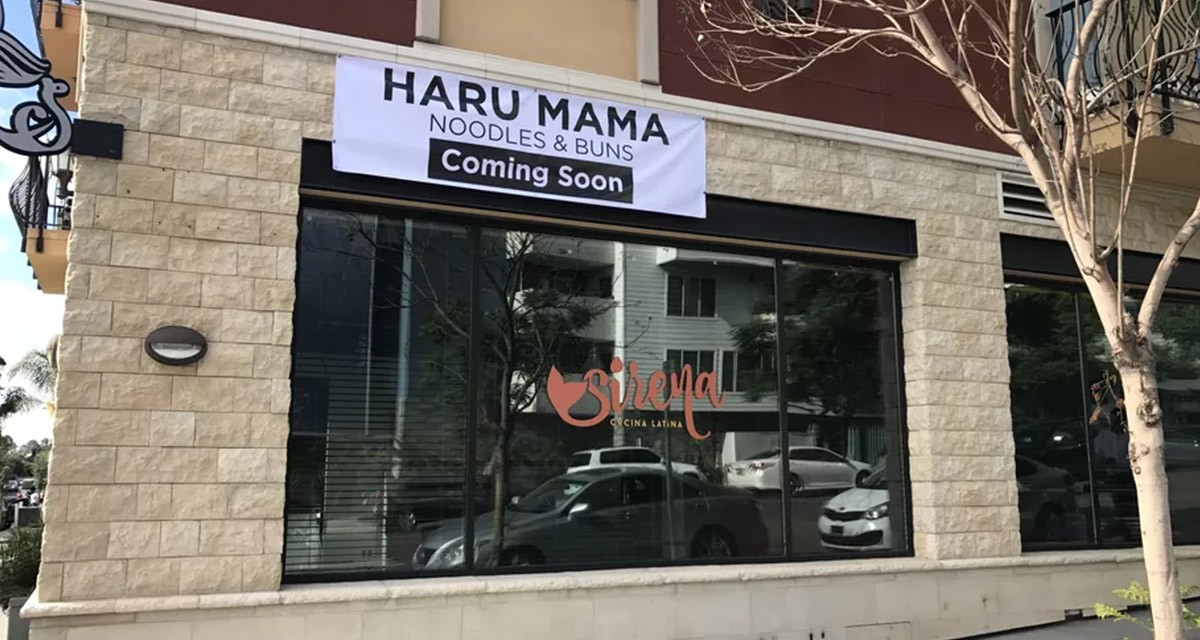 HARU MAMA
NOODLES & BUNS
Coming Soon
Sirena
COCINA LATINA